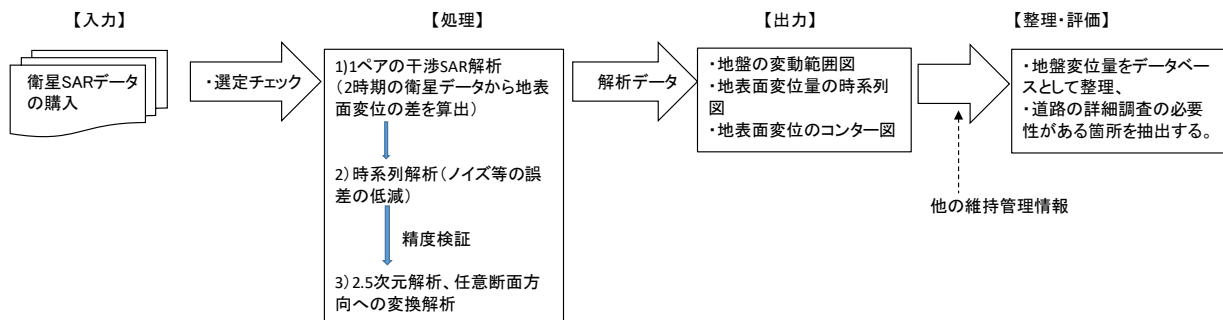 【入力】
衛星SARデータ
の購入
・選定チェック
【処理】
1)1ペアの干渉SAR解析
(2時期の衛星データから地表
面変位の差を算出)
2)時系列解析(ノイズ等の誤
差の低減)
精度検証
3)2.5次元解析、任意断面方
向への変換解析
解析データ
【出力】
・地盤の変動範囲図
・地表面変位量の時系列
図
・地表面変位のコンター図
【整理・評価】
・地盤変位量をデータベー
スとして整理、
・道路の詳細調査の必要
性がある箇所を抽出する。
他の維持管理情報